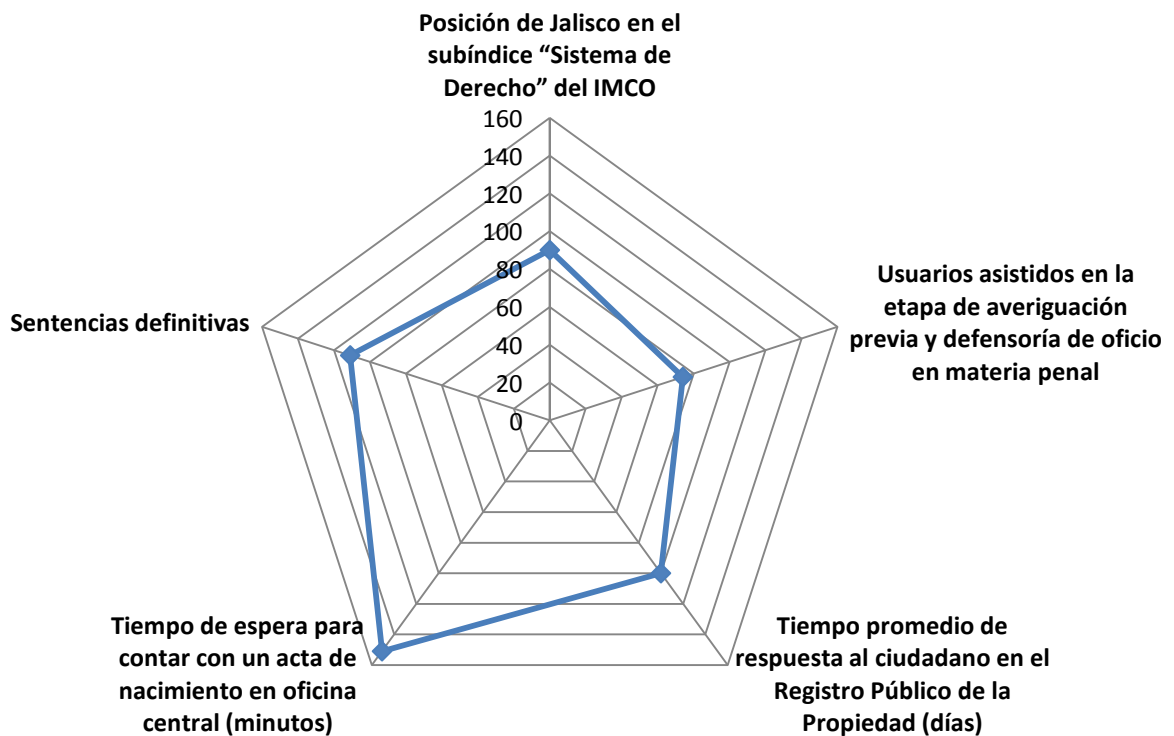 Posición de Jalisco en el
subíndice “Sistema de
Derecho” del IMCO
160
140
120
100
80
60
40
20
0
Usuarios asistidos en la
etapa de averiguación
previa y defensoría de oficio
en materia penal
Sentencias definitivas
Tiempo de espera para
contar con un acta de
nacimiento en oficina
central (minutos)
Tiempo promedio de
respuesta al ciudadano en el
Registro Público de la
Propiedad (días)